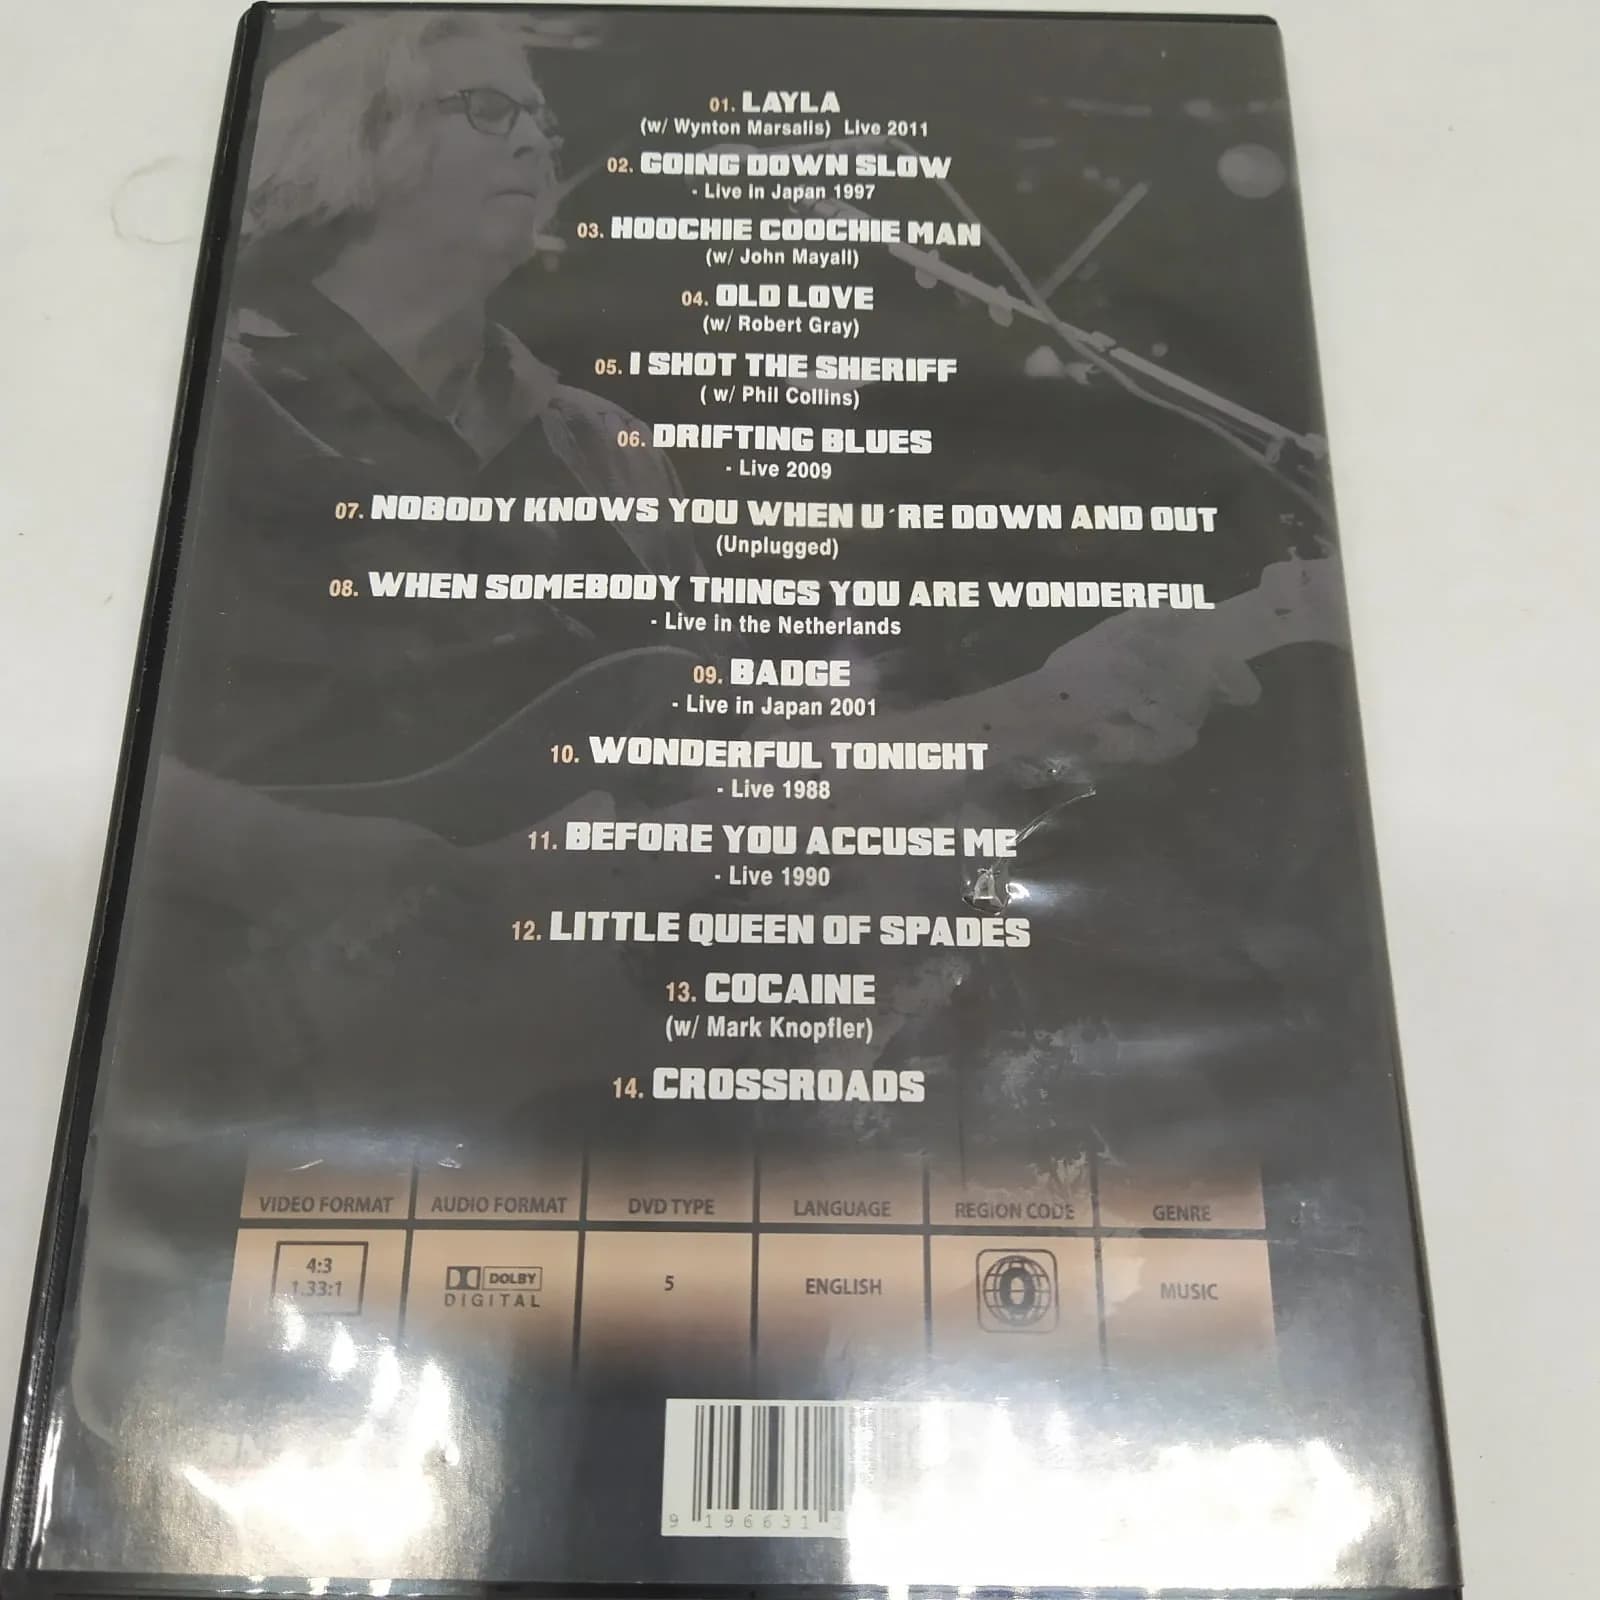 01. LAYLA
(w/ Wynton Marsalis) Live 2011
02. GOING DOWN SLOW
- Live in Japan 1997
03. HOOCHIE COOCHIE MAN
(w/ John Mayall)
04. OLD LOVE
(w/ Robert Gray)
05. I SHOT THE SHERIFF
( w/ Phil Collins)
06. DRIFTING BLUES
- Live 2009
07. NOBODY KNOWS YOU WHEN U´RE DOWN AND OUT
(Unplugged)
08. WHEN SOMEBODY THINGS YOU ARE WONDERFUL
- Live in the Netherlands
09. BADGE
- Live in Japan 2001
10. WONDERFUL TONIGHT
- Live 1988
11. BEFORE YOU ACCUSE ME
- Live 1990
12. LITTLE QUEEN OF SPADES
13. COCAINE
(w/ Mark Knopfler)
14. CROSSROADS
VIDEO FORMAT AUDIO FORMAT DVD TYPE LANGUAGE REGION CODE GENRE
4:3
1.33:1
DOLBY
DIGITAL
5
ENGLISH
0
MUSIC
9 196631